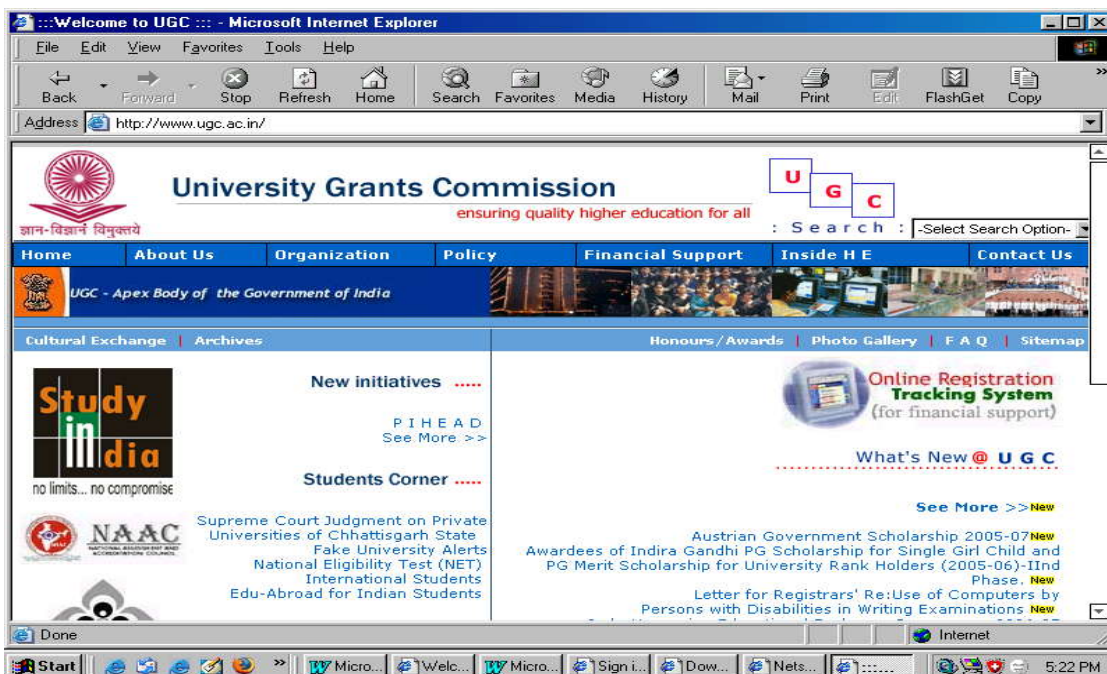 :::Welcome to UGC ::: - Microsoft Internet Explorer
File Edit View Favorites Tools Help
Back Forward Stop Refresh Home Search Favorites Media History Mail Print Edit FlashGet Copy »
Address http://www.ugc.ac.in/
University Grants Commission
ensuring quality higher education for all
ज्ञान-विज्ञानं विमुक्तये
U G C
: Search : -Select Search Option-
Home About Us Organization Policy Financial Support Inside H E Contact Us
UGC - Apex Body of the Government of India
Cultural Exchange | Archives
Honours/Awards | Photo Gallery | F A Q | Sitemap
Study
in
dia
no limits... no compromise
NAAC
NATIONAL ASSESSMENT AND
ACCREDITATION COUNCIL
New initiatives .....
P I H E A D
See More >>
Students Corner .....
Supreme Court Judgment on Private
Universities of Chhattisgarh State
Fake University Alerts
National Eligibility Test (NET)
International Students
Edu-Abroad for Indian Students
Online Registration
Tracking System
(for financial support)
What's New @ U G C
See More >> New
Austrian Government Scholarship 2005-07 New
Awardees of Indira Gandhi PG Scholarship for Single Girl Child and
PG Merit Scholarship for University Rank Holders (2005-06)-IInd
Phase. New
Letter for Registrars' Re:Use of Computers by
Persons with Disabilities in Writing Examinations New
Done Internet
Start » Micro... Welc... Micro... Sign i... Dow... Nets... :::... 5:22 PM